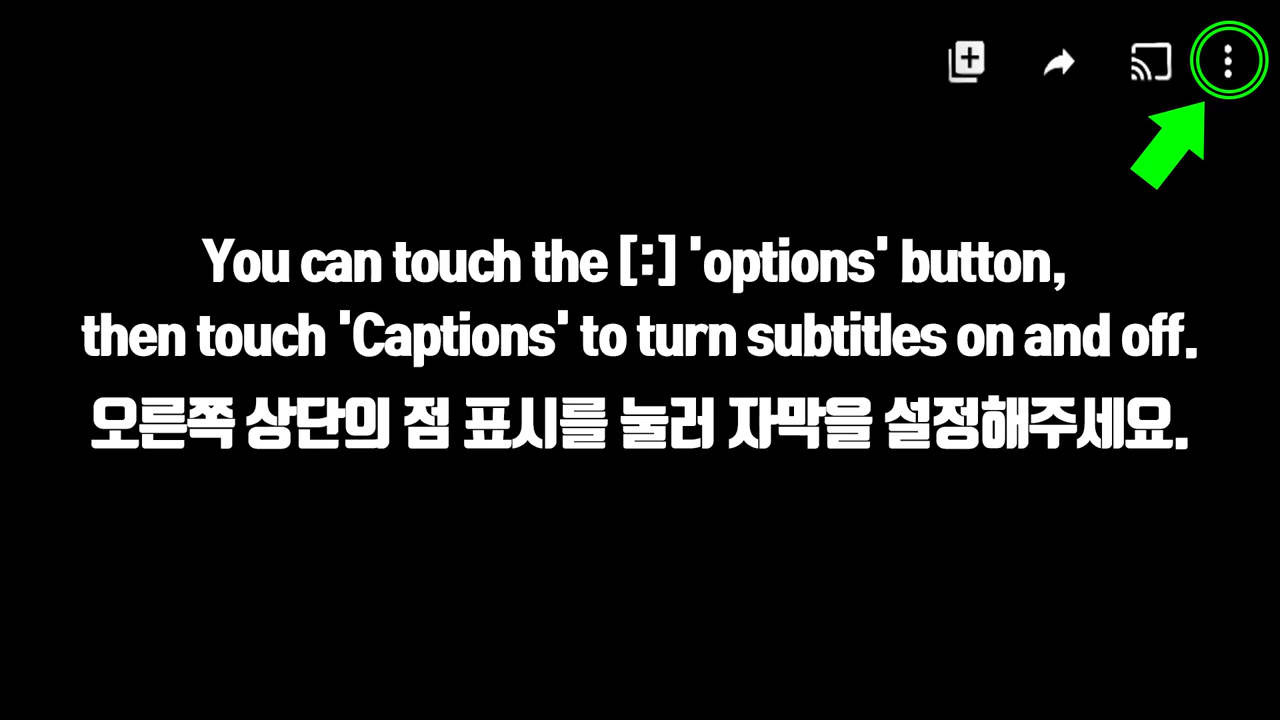 You can touch the [:] 'options' button,
then touch 'Captions' to turn subtitles on and off.
오른쪽 상단의 점 표시를 눌러 자막을 설정해주세요.